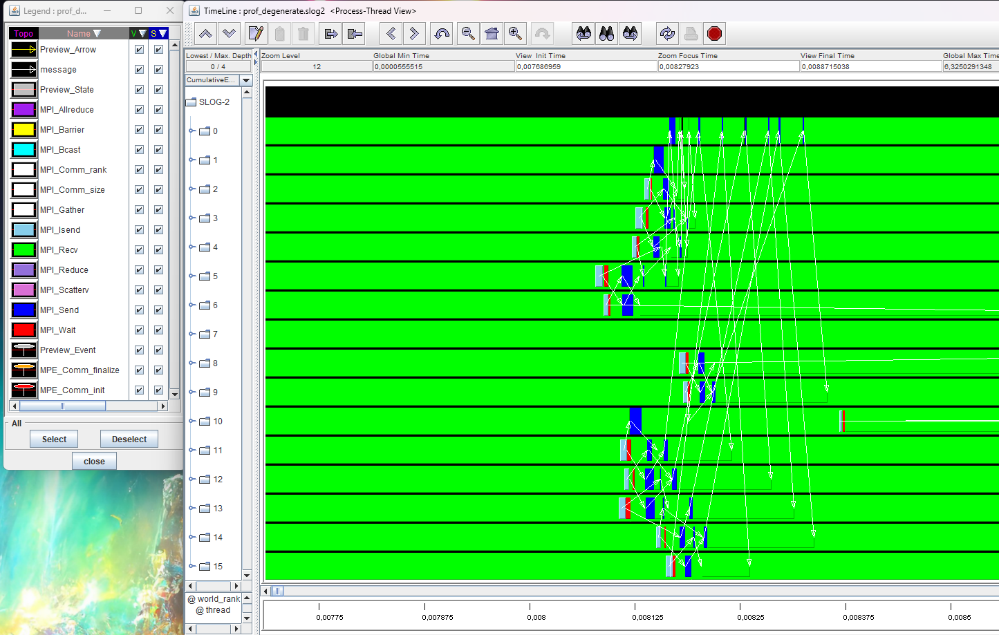 Legend : prof_d...
Topo Name V S
Preview_Arrow
message
Preview_State
MPI_Allreduce
MPI_Barrier
MPI_Bcast
MPI_Comm_rank
MPI_Comm_size
MPI_Gather
MPI_Isend
MPI_Recv
MPI_Reduce
MPI_Scatterv
MPI_Send
MPI_Wait
Preview_Event
MPE_Comm_finalize
MPE_Comm_init
All
Select Deselect
close
TimeLine : prof_degenerate.slog2 <Process-Thread View>
Lowest / Max. Depth
0 / 4
Zoom Level
12
Global Min Time
0,0000555515
View Init Time
0,007686959
Zoom Focus Time
0,00827923
View Final Time
0,0088715038
Global Max Time
6,3250291348
CumulativeE...
SLOG-2
0
1
2
3
4
5
6
7
8
9
10
11
12
13
14
15
@ world_rank
@ thread
0,00775 0,007875 0,008 0,008125 0,00825 0,008375 0,0085